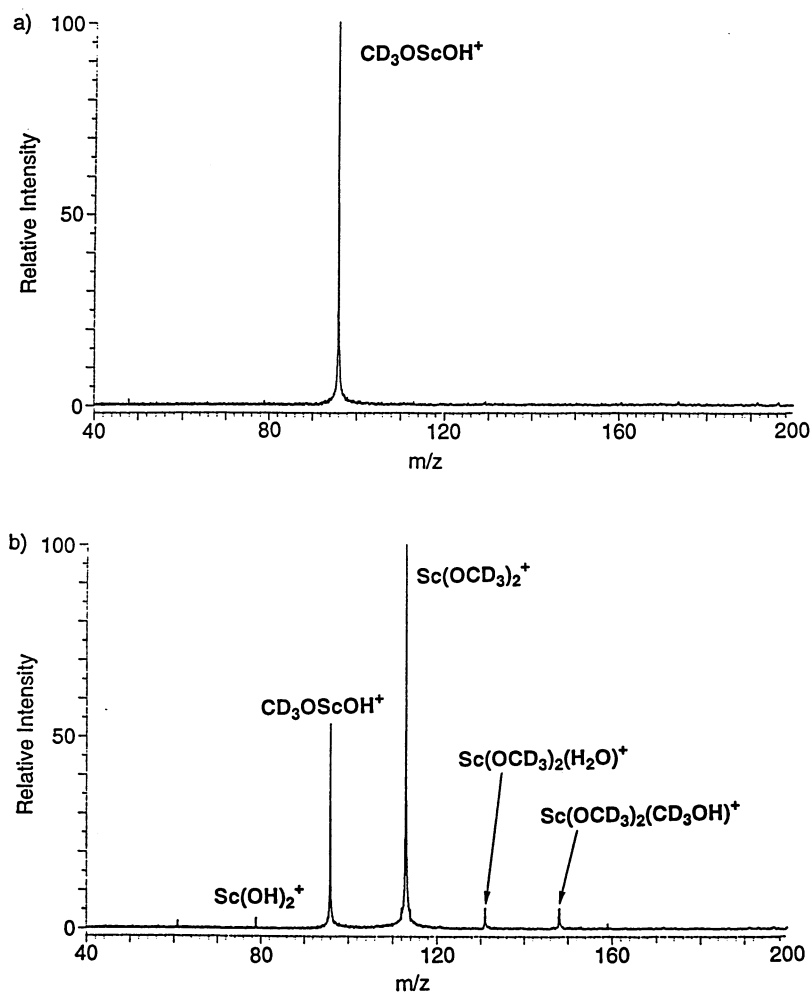 a)
100
CD₃OScOH⁺
Relative Intensity
50
0
40 80 120 160 200
m/z
b)
100
Sc(OCD₃)₂⁺
CD₃OScOH⁺
Relative Intensity
50
Sc(OCD₃)₂(H₂O)⁺
Sc(OCD₃)₂(CD₃OH)⁺
Sc(OH)₂⁺
0
40 80 120 160 200
m/z